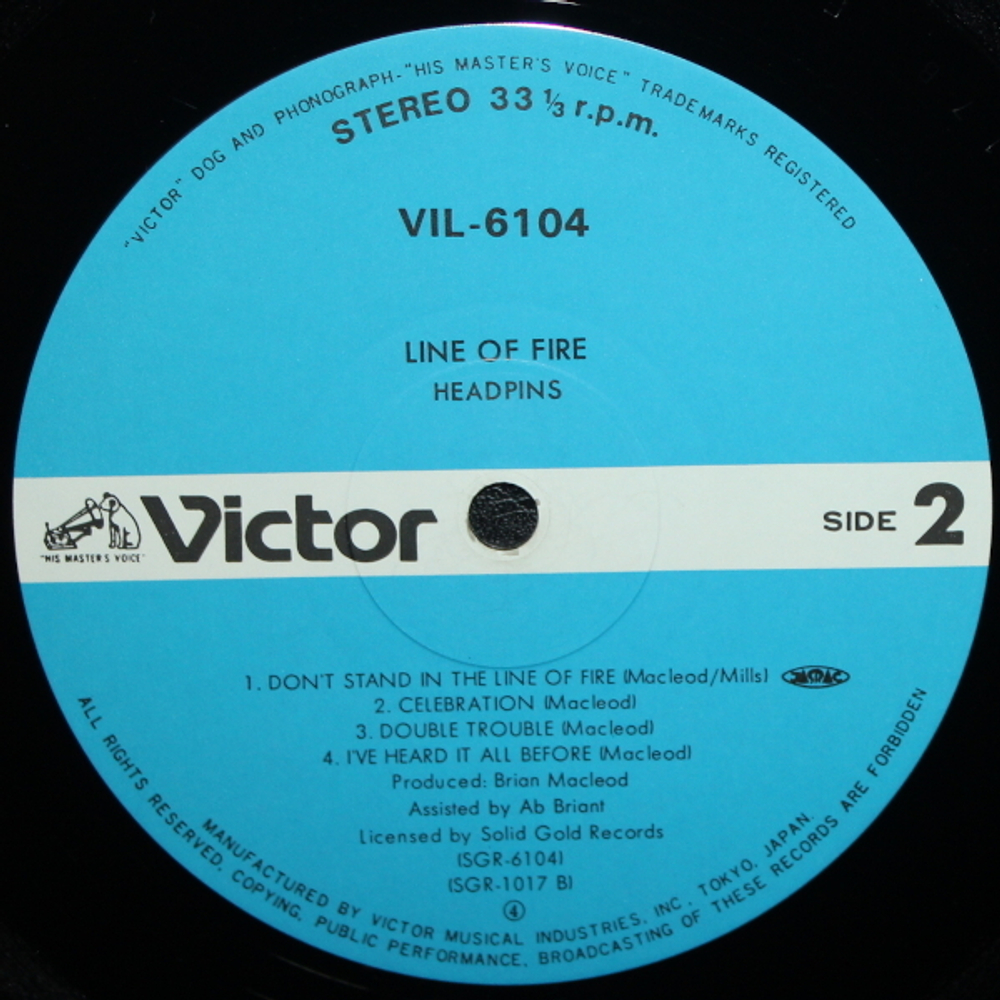 "VICTOR" DOG AND PHONOGRAPH-"HIS MASTER'S VOICE" TRADEMARKS REGISTERED
STEREO 33 1/3 r.p.m.
VIL-6104
LINE OF FIRE
HEADPINS
"HIS MASTER'S VOICE"
Victor
SIDE 2
1. DON'T STAND IN THE LINE OF FIRE (Macleod/Mills) JASRAC
2. CELEBRATION (Macleod)
3. DOUBLE TROUBLE (Macleod)
4. I'VE HEARD IT ALL BEFORE (Macleod)
Produced: Brian Macleod
Assisted by Ab Briant
Licensed by Solid Gold Records
(SGR-6104)
(SGR-1017 B)
④
MANUFACTURED BY VICTOR MUSICAL INDUSTRIES, INC. TOKYO, JAPAN.
ALL RIGHTS RESERVED. COPYING, PUBLIC PERFORMANCE, BROADCASTING OF THESE RECORDS ARE FORBIDDEN